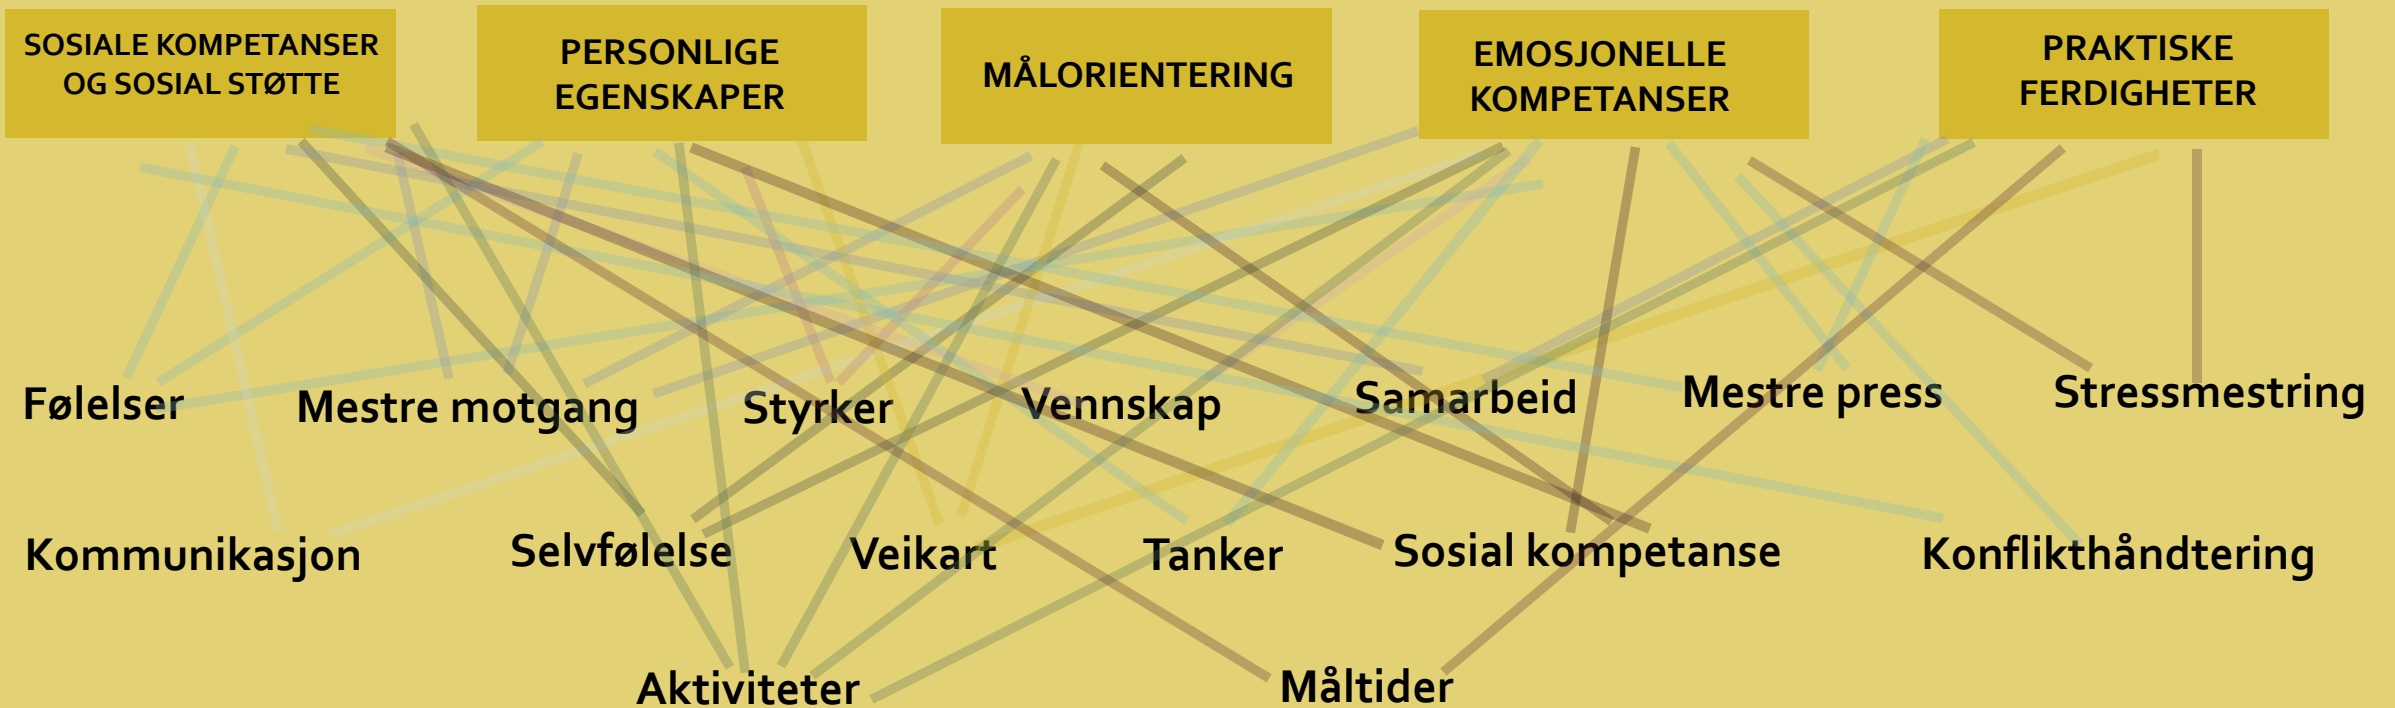 SOSIALE KOMPETANSER
OG SOSIAL STØTTE
PERSONLIGE
EGENSKAPER
MÅLORIENTERING
EMOSJONELLE
KOMPETANSER
PRAKTISKE
FERDIGHETER
Følelser
Mestre motgang
Styrker
Vennskap
Samarbeid
Mestre press
Stressmestring
Kommunikasjon
Selvfølelse
Veikart
Tanker
Sosial kompetanse
Konflikthåndtering
Aktiviteter
Måltider